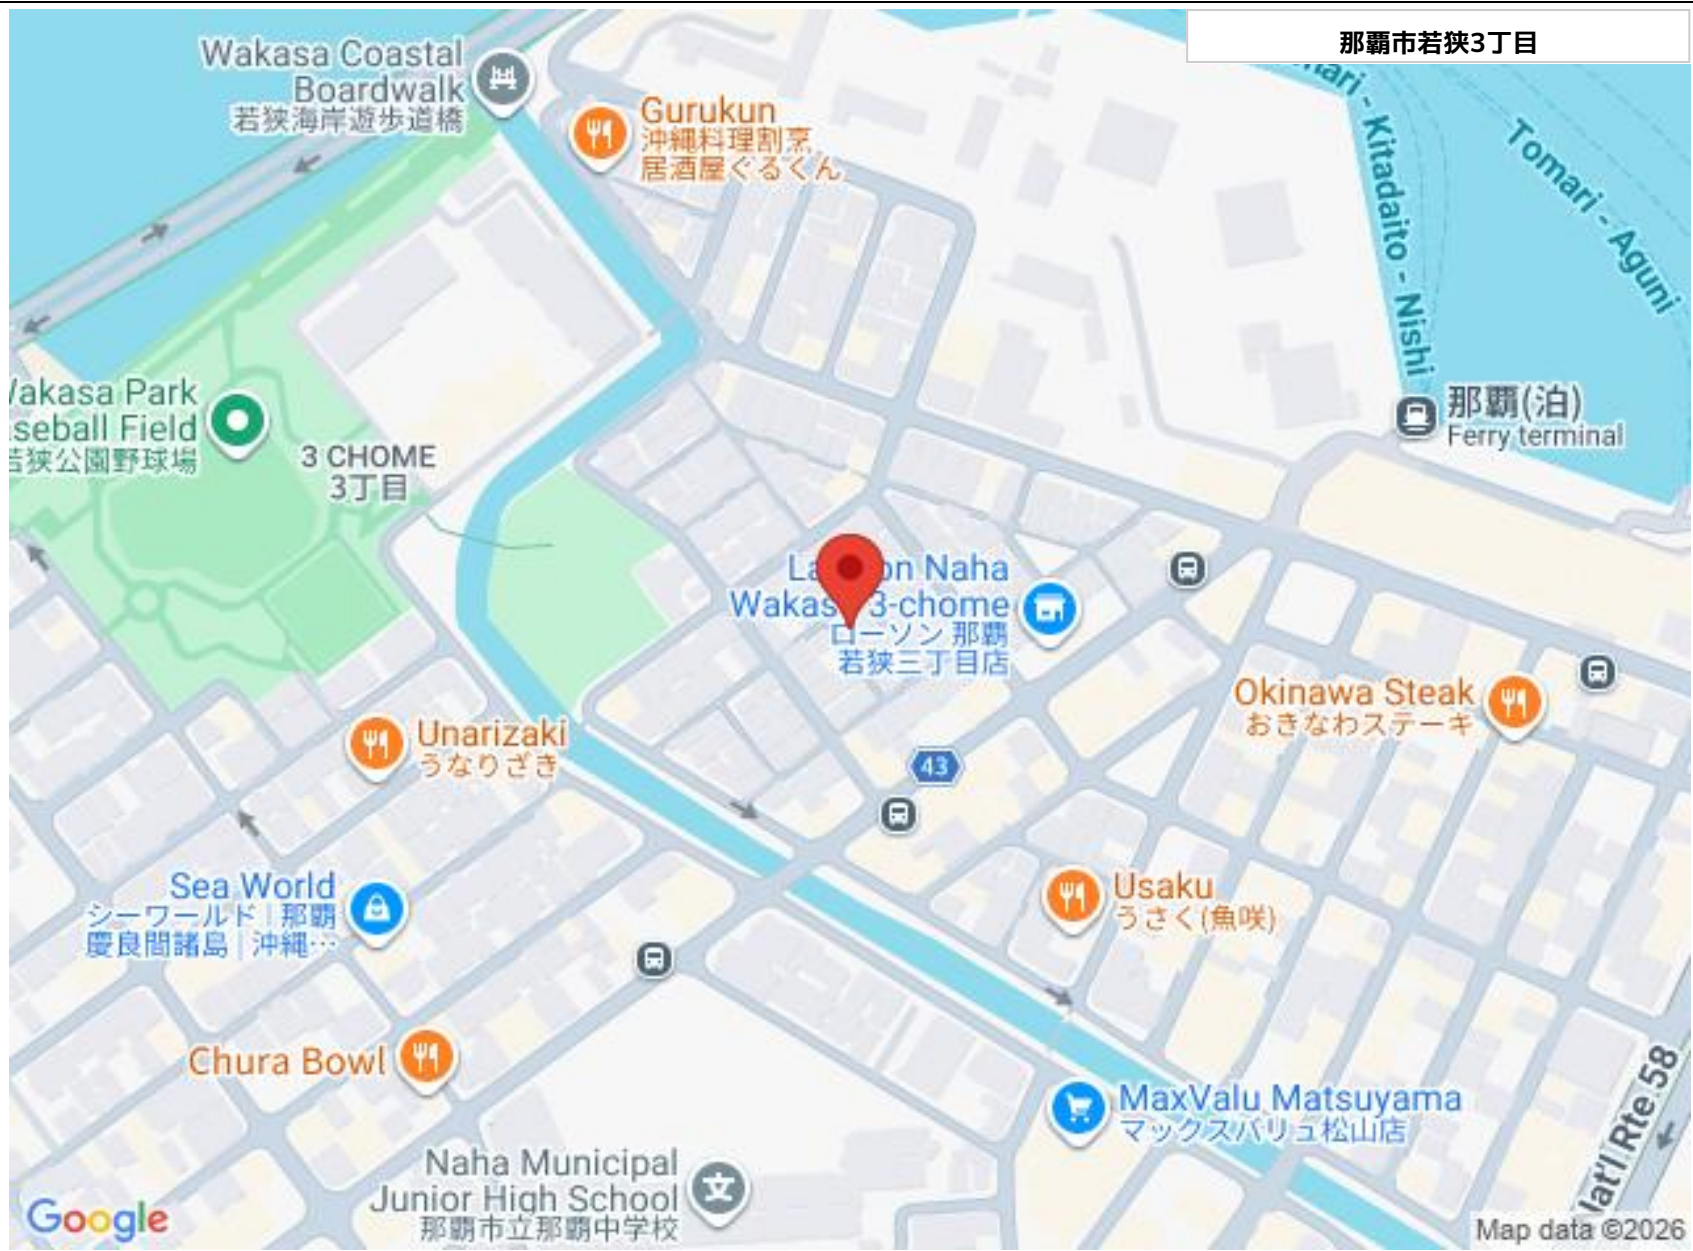 那覇市若狭3丁目
Wakasa Coastal
Boardwalk
若狭海岸遊歩道橋
Gurukun
沖縄料理割烹
居酒屋ぐるくん
Kitadaito - Nishi
Tomari - Aguni
那覇(泊)
Ferry terminal
Park
Field
公園野球場
3 CHOME
3丁目
Naha
3-chome
ローソン 那覇
若狭三丁目店
Okinawa Steak
おきなわステーキ
Unarizaki
うなりざき
43
Sea World
シーワールド | 那覇
慶良間諸島 | 沖縄…
Usaku
うさく(魚咲)
Chura Bowl
MaxValu Matsuyama
マックスバリュ松山店
Naha Municipal
Junior High School
那覇市立那覇中学校
文
Rte 58
Google
Map data ©2026